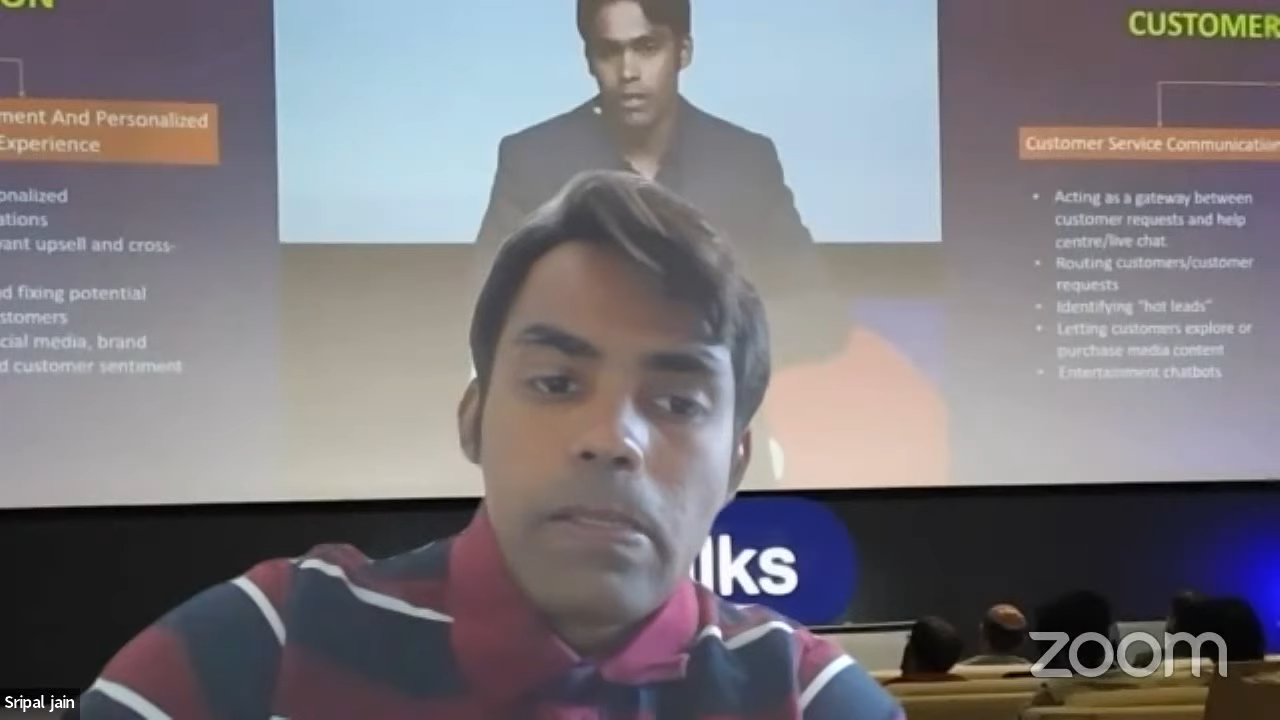 ON
ment And Personalized
Experience
onalized
ations
vant upsell and cross-
d fixing potential
stomers
cial media, brand
d customer sentiment
CUSTOMER
Customer Service Communication
• Acting as a gateway between
customer requests and help
centre/live chat
• Routing customers/customer
requests
• Identifying "hot leads"
• Letting customers explore or
purchase media content
• Entertainment chatbots
lks
zoom
Sripal jain